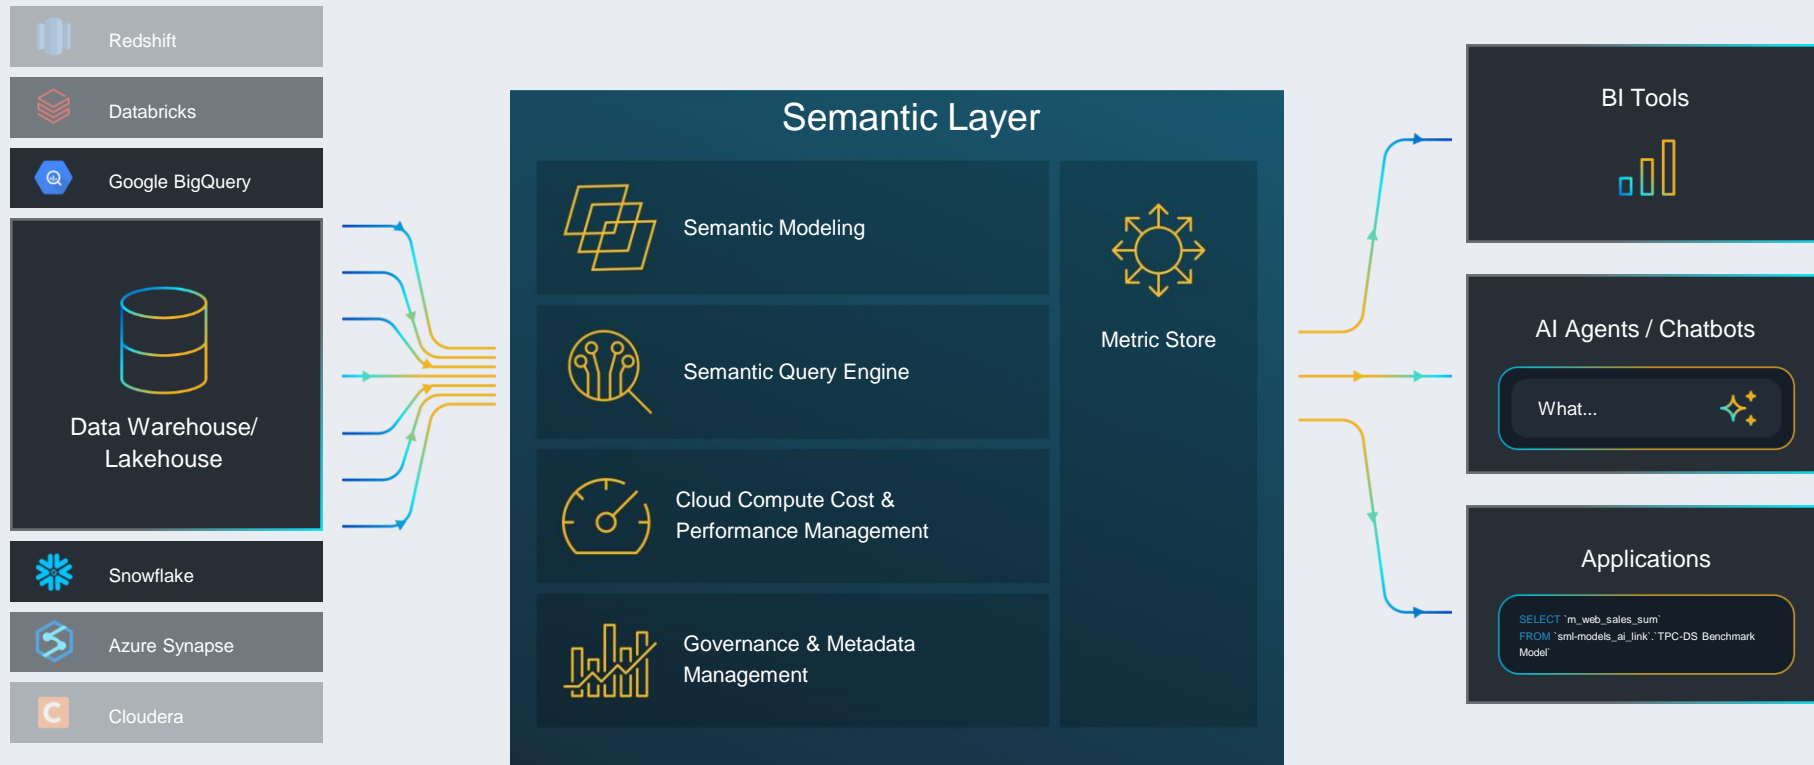 Redshift
Databricks
Google BigQuery
Data Warehouse/
Lakehouse
Snowflake
Azure Synapse
Cloudera
Semantic Layer
Semantic Modeling
Semantic Query Engine
Cloud Compute Cost &
Performance Management
Governance & Metadata
Management
Metric Store
BI Tools
AI Agents / Chatbots
What...
Applications
SELECT `m_web_sales_sum`
FROM `sml-models_ai_link`.`TPC-DS Benchmark
Model`